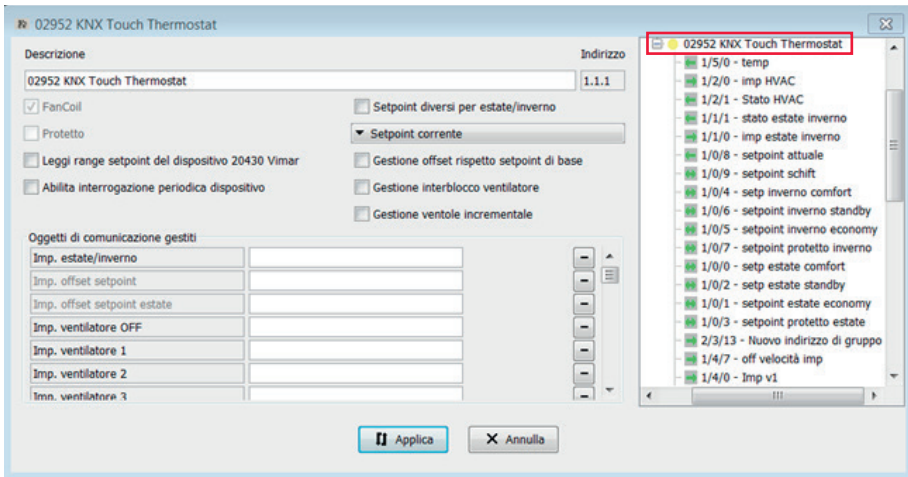 02952 KNX Touch Thermostat
Descrizione
Indirizzo
02952 KNX Touch Thermostat
1.1.1
FanCoil
Setpoint diversi per estate/inverno
Protetto
Setpoint corrente
Leggi range setpoint del dispositivo 20430 Vimar
Gestione offset rispetto setpoint di base
Abilita interrogazione periodica dispositivo
Gestione interblocco ventilatore
Gestione ventole incrementale
Oggetti di comunicazione gestiti
Imp. estate/inverno
Imp. offset setpoint
Imp. offset setpoint estate
Imp. ventilatore OFF
Imp. ventilatore 1
Imp. ventilatore 2
Imp. ventilatore 3
02952 KNX Touch Thermostat
1/5/0 - temp
1/2/0 - imp HVAC
1/2/1 - Stato HVAC
1/1/1 - stato estate inverno
1/1/0 - imp estate inverno
1/0/8 - setpoint attuale
1/0/9 - setpoint schift
1/0/4 - setp inverno comfort
1/0/6 - setpoint inverno standby
1/0/5 - setpoint inverno economy
1/0/7 - setpoint protetto inverno
1/0/0 - setp estate comfort
1/0/2 - setp estate standby
1/0/1 - setpoint estate economy
1/0/3 - setpoint protetto estate
2/3/13 - Nuovo indirizzo di gruppo
1/4/7 - off velocità imp
1/4/0 - Imp v1
Applica
Annulla